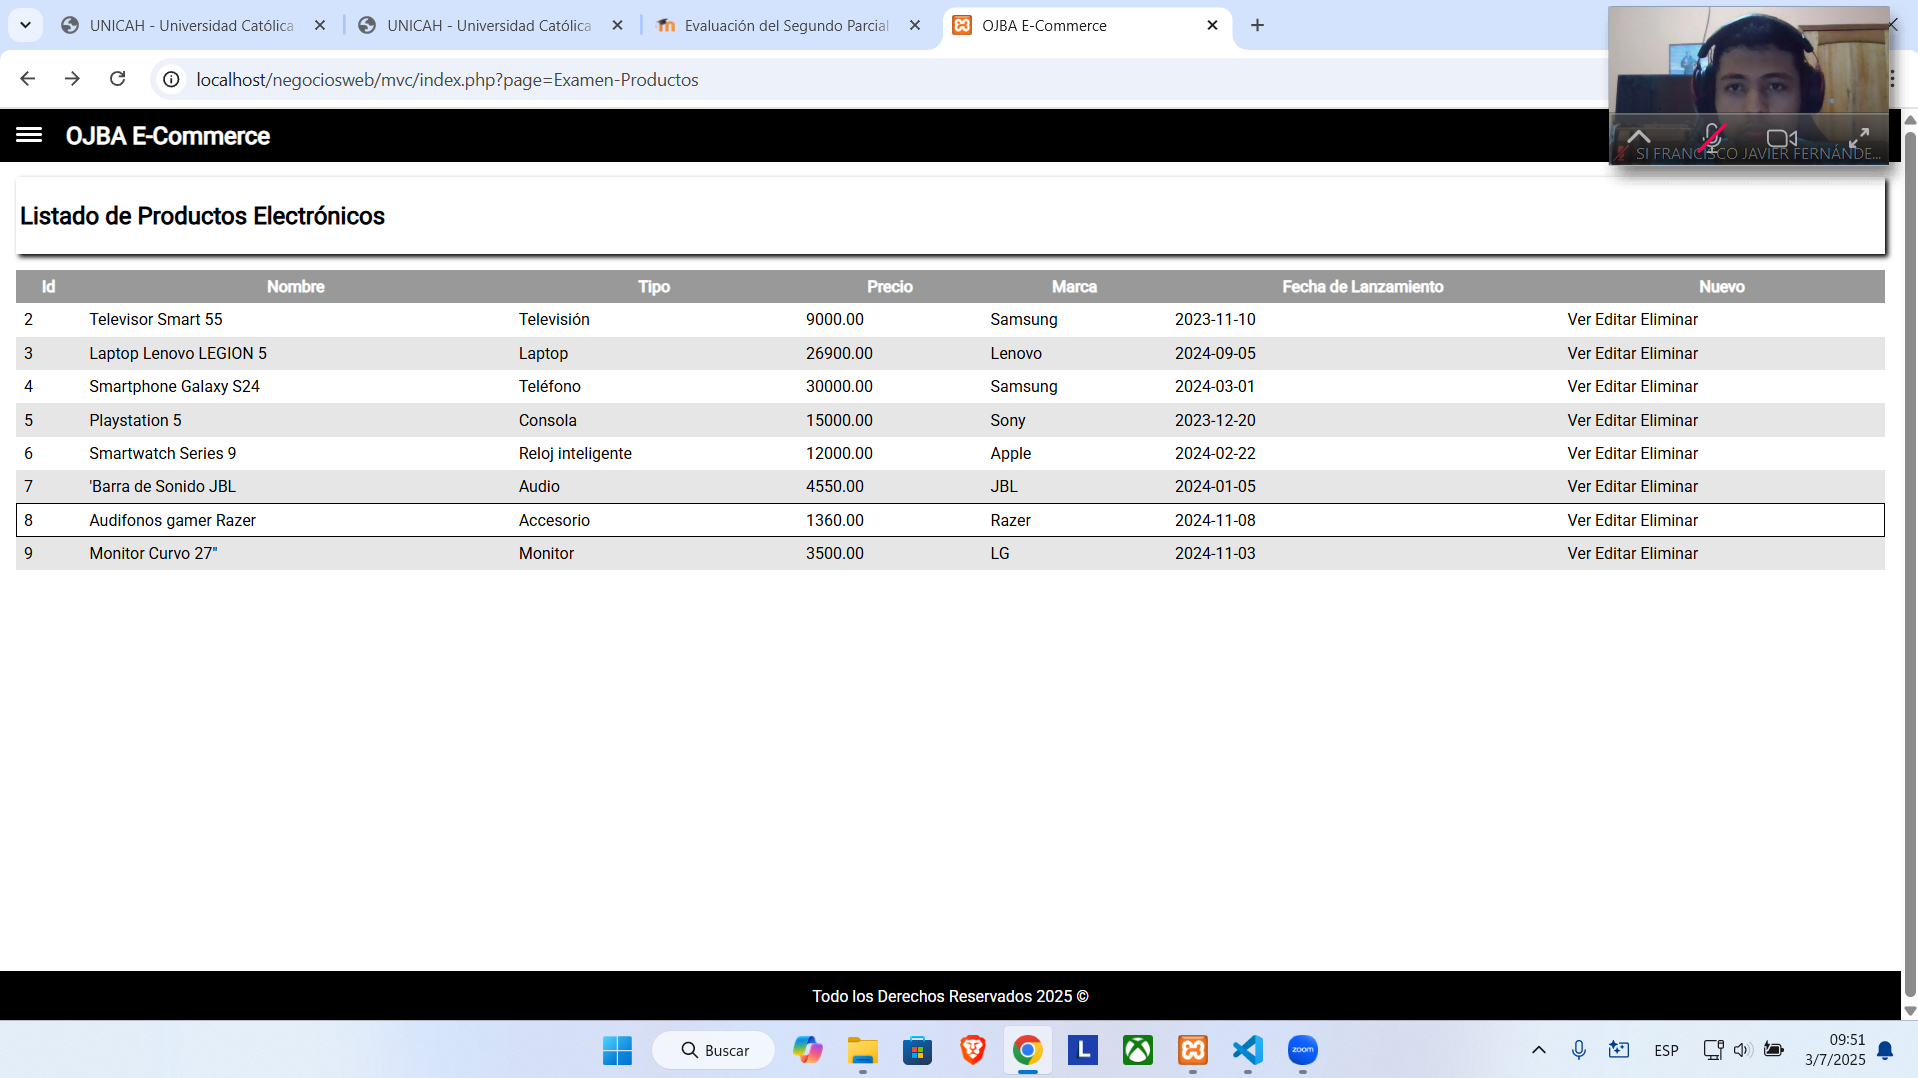 UNICAH - Universidad Católica
UNICAH - Universidad Católica
Evaluación del Segundo Parcial
OJBA E-Commerce
localhost/negociosweb/mvc/index.php?page=Examen-Productos
SI FRANCISCO JAVIER FERNÁNDE...
OJBA E-Commerce
Listado de Productos Electrónicos
Id Nombre Tipo Precio Marca Fecha de Lanzamiento Nuevo
2 Televisor Smart 55 Televisión 9000.00 Samsung 2023-11-10 Ver Editar Eliminar
3 Laptop Lenovo LEGION 5 Laptop 26900.00 Lenovo 2024-09-05 Ver Editar Eliminar
4 Smartphone Galaxy S24 Teléfono 30000.00 Samsung 2024-03-01 Ver Editar Eliminar
5 Playstation 5 Consola 15000.00 Sony 2023-12-20 Ver Editar Eliminar
6 Smartwatch Series 9 Reloj inteligente 12000.00 Apple 2024-02-22 Ver Editar Eliminar
7 'Barra de Sonido JBL Audio 4550.00 JBL 2024-01-05 Ver Editar Eliminar
8 Audifonos gamer Razer Accesorio 1360.00 Razer 2024-11-08 Ver Editar Eliminar
9 Monitor Curvo 27" Monitor 3500.00 LG 2024-11-03 Ver Editar Eliminar
Todo los Derechos Reservados 2025 ©
Buscar
L
zoom
ESP
09:51
3/7/2025